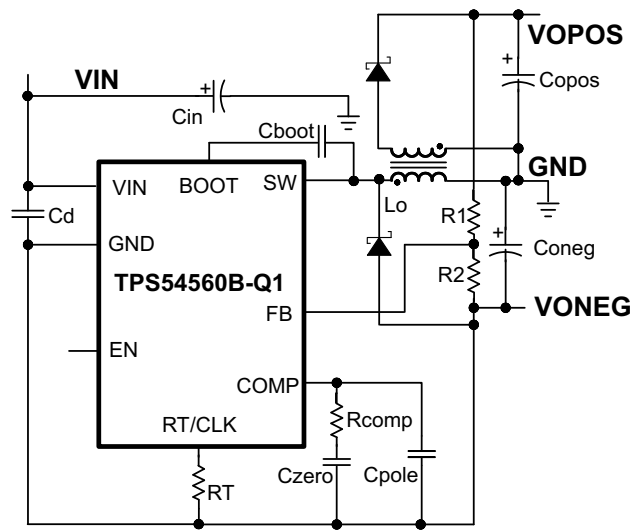 VOPOS
VIN
+
Cin
+
Copos
Cboot
VIN
BOOT
SW
GND
Lo
Cd
R1
GND
+
Coneg
TPS54560B-Q1
R2
FB
VONEG
EN
COMP
RT/CLK
Rcomp
RT
Czero
Cpole